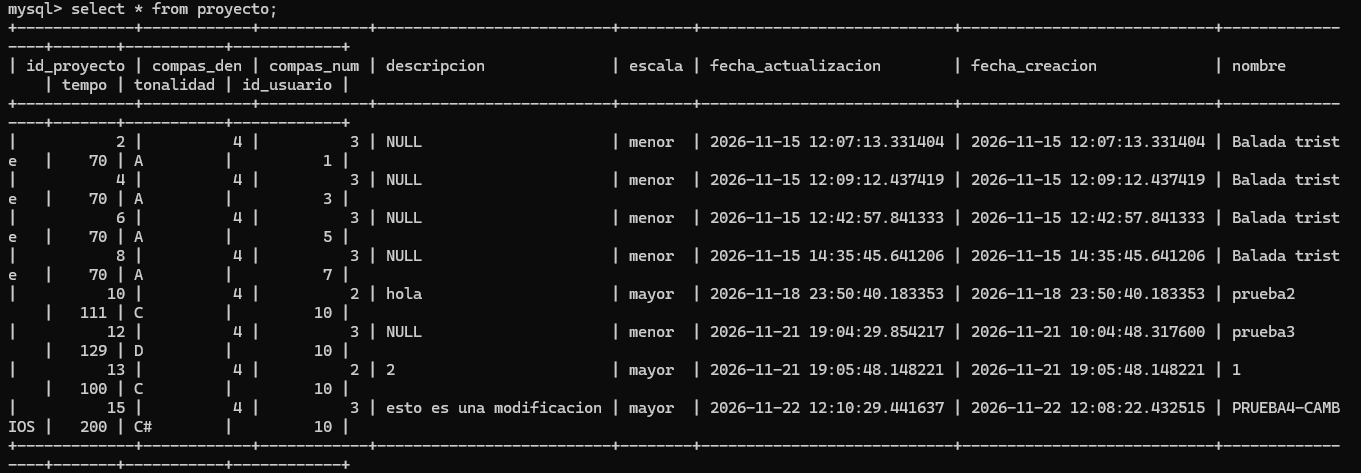 mysql> select * from proyecto;
+-------------+------------+-----------+--------------------------+--------+----------------------------+----------------------------+-------------
----+-------+-----------+------------+
| id_proyecto | compas_den | compas_num | descripcion              | escala | fecha_actualizacion        | fecha_creacion             | nombre
    | tempo | tonalidad | id_usuario |
+-------------+------------+-----------+--------------------------+--------+----------------------------+----------------------------+-------------
----+-------+-----------+------------+
|           2 |          4 |          3 | NULL                     | menor  | 2026-11-15 12:07:13.331404 | 2026-11-15 12:07:13.331404 | Balada trist
e   |    70 | A         |          1 |
|           4 |          4 |          3 | NULL                     | menor  | 2026-11-15 12:09:12.437419 | 2026-11-15 12:09:12.437419 | Balada trist
e   |    70 | A         |          3 |
|           6 |          4 |          3 | NULL                     | menor  | 2026-11-15 12:42:57.841333 | 2026-11-15 12:42:57.841333 | Balada trist
e   |    70 | A         |          5 |
|           8 |          4 |          3 | NULL                     | menor  | 2026-11-15 14:35:45.641206 | 2026-11-15 14:35:45.641206 | Balada trist
e   |    70 | A         |          7 |
|          10 |          4 |          2 | hola                     | mayor  | 2026-11-18 23:50:40.183353 | 2026-11-18 23:50:40.183353 | prueba2
    |   111 | C         |         10 |
|          12 |          4 |          3 | NULL                     | menor  | 2026-11-21 19:04:29.854217 | 2026-11-21 10:04:48.317600 | prueba3
    |   129 | D         |         10 |
|          13 |          4 |          2 | 2                        | mayor  | 2026-11-21 19:05:48.148221 | 2026-11-21 19:05:48.148221 | 1
    |   100 | C         |         10 |
|          15 |          4 |          3 | esto es una modificacion | mayor  | 2026-11-22 12:10:29.441637 | 2026-11-22 12:08:22.432515 | PRUEBA4-CAMB
IOS |   200 | C#        |         10 |
+-------------+------------+-----------+--------------------------+--------+----------------------------+----------------------------+-------------
----+-------+-----------+------------+